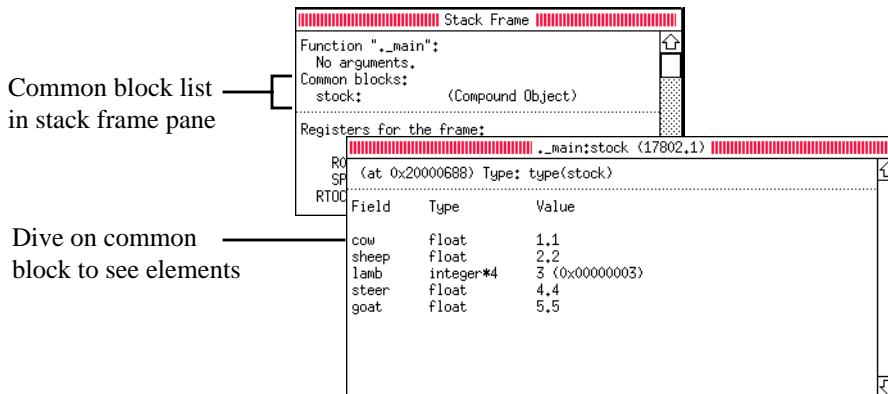 Stack Frame
Function "._main":
No arguments.
Common blocks:
stock: (Compound Object)
Registers for the frame:
R0
SP
RTOC
Common block list
in stack frame pane
._main:stock (17802.1)
(at 0x20000688) Type: type(stock)
Field Type Value
cow float 1.1
sheep float 2.2
lamb integer*4 3 (0x00000003)
steer float 4.4
goat float 5.5
Dive on common
block to see elements